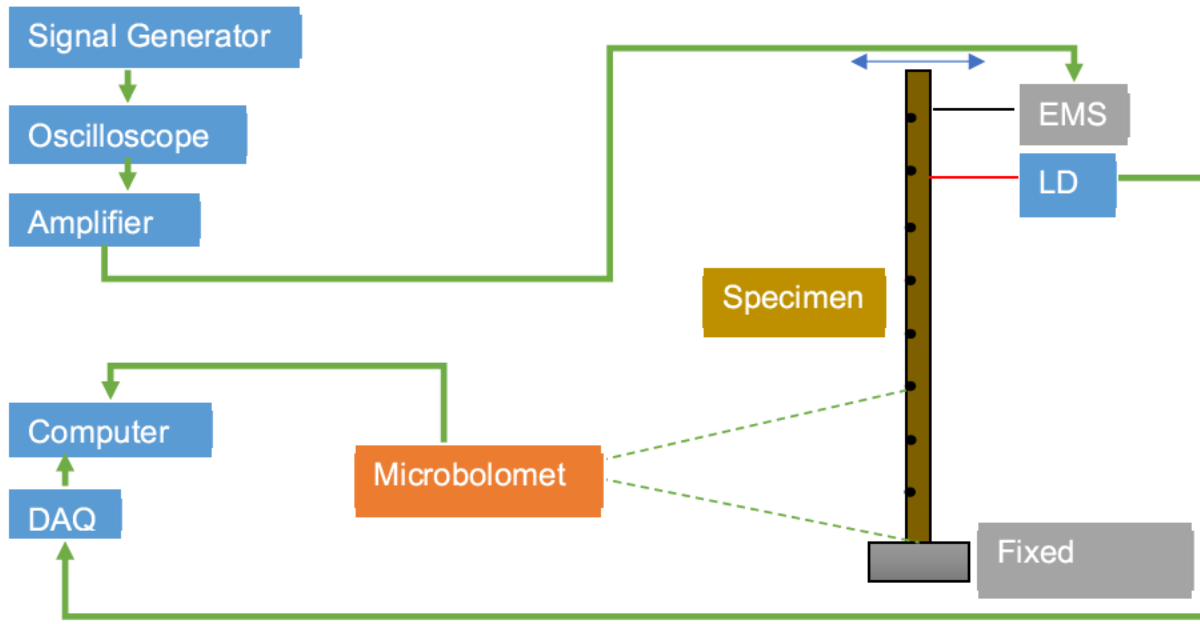 Signal Generator
Oscilloscope
Amplifier
EMS
LD
Specimen
Computer
Microbolomet
DAQ
Fixed